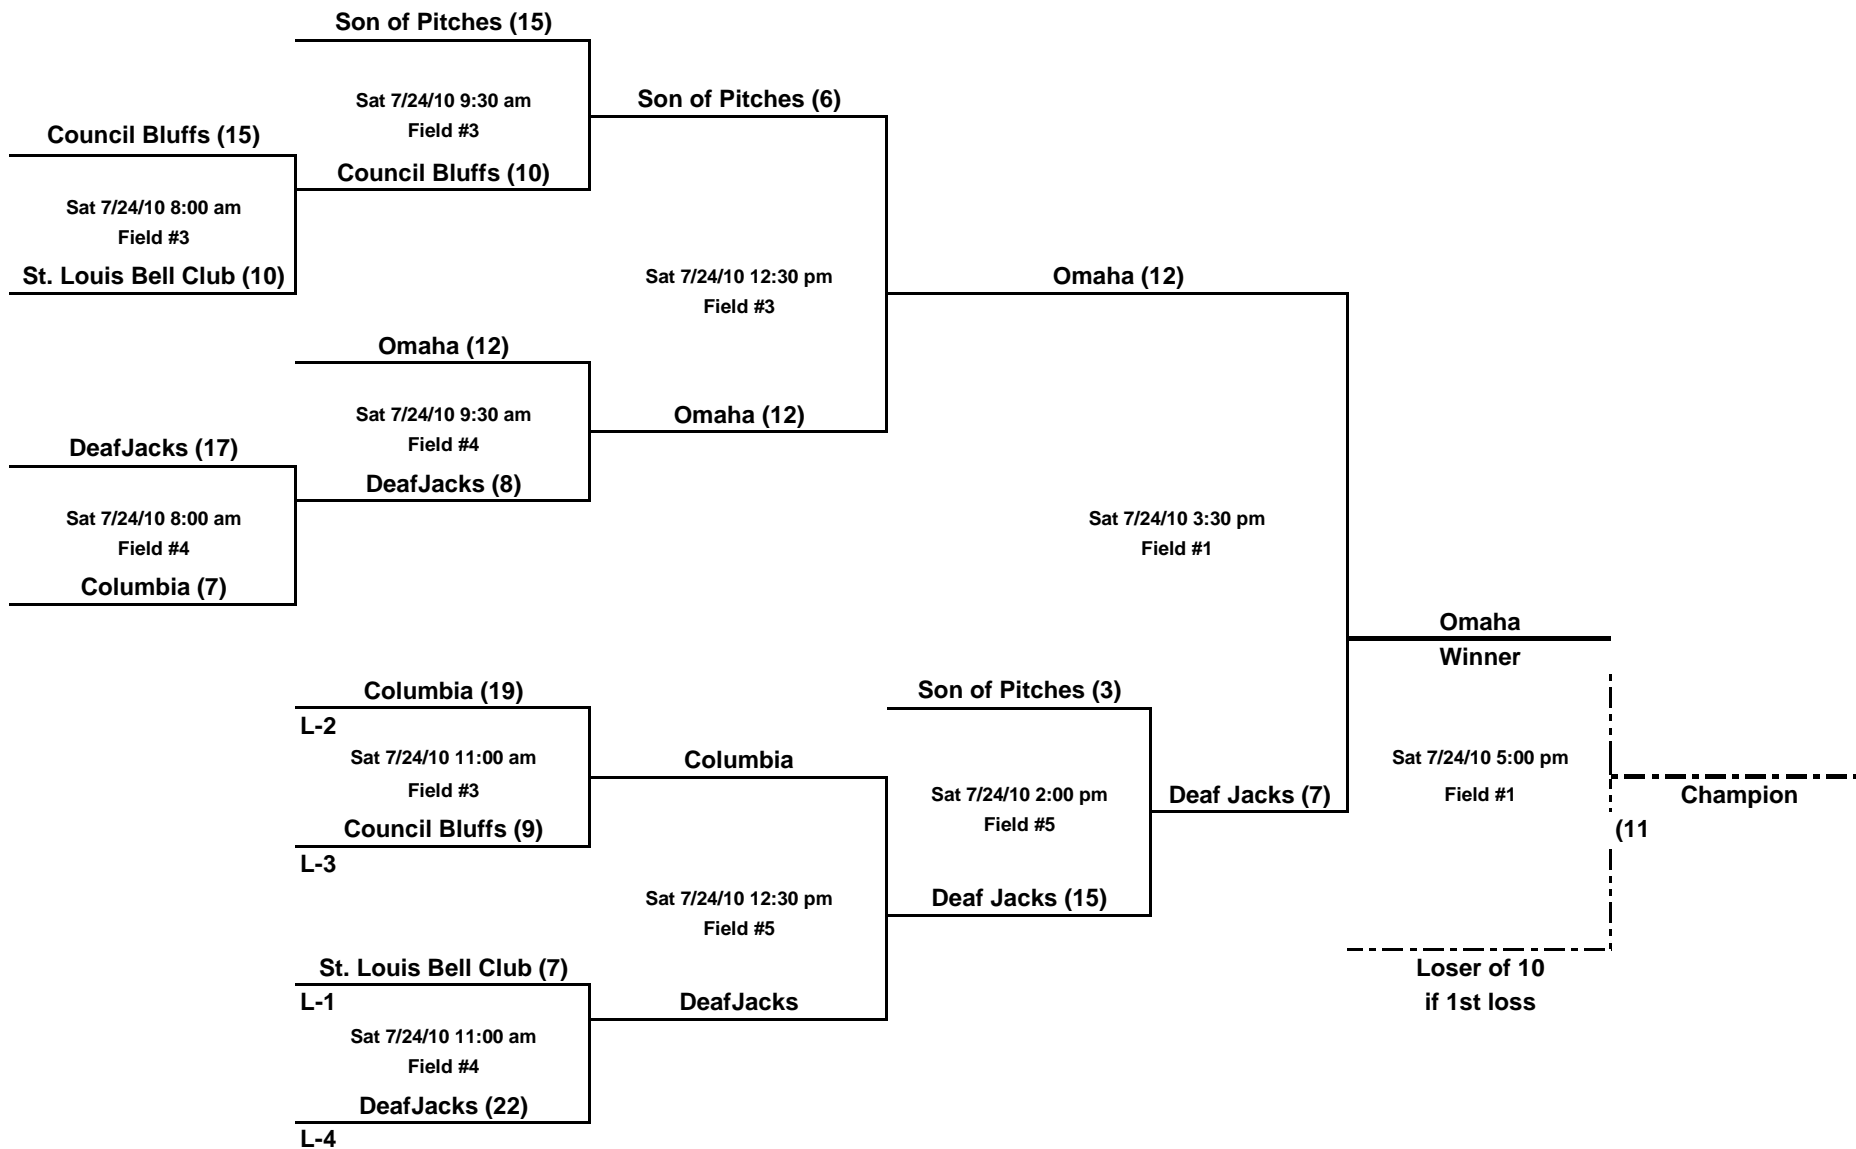 Son of Pitches (15)
Sat 7/24/10 9:30 am
Field #3
Son of Pitches (6)
Council Bluffs (15)
Council Bluffs (10)
Sat 7/24/10 8:00 am
Field #3
St. Louis Bell Club (10)
Sat 7/24/10 12:30 pm
Field #3
Omaha (12)
Omaha (12)
Sat 7/24/10 9:30 am
Field #4
Omaha (12)
DeafJacks (17)
DeafJacks (8)
Sat 7/24/10 8:00 am
Field #4
Sat 7/24/10 3:30 pm
Field #1
Columbia (7)
Omaha
Winner
Columbia (19)
L-2
Son of Pitches (3)
Sat 7/24/10 11:00 am
Field #3
Columbia
Sat 7/24/10 5:00 pm
Field #1
Sat 7/24/10 2:00 pm
Field #5
Deaf Jacks (7)
Champion
Council Bluffs (9)
L-3
(11
Sat 7/24/10 12:30 pm
Field #5
Deaf Jacks (15)
St. Louis Bell Club (7)
L-1
DeafJacks
Loser of 10
if 1st loss
Sat 7/24/10 11:00 am
Field #4
DeafJacks (22)
L-4